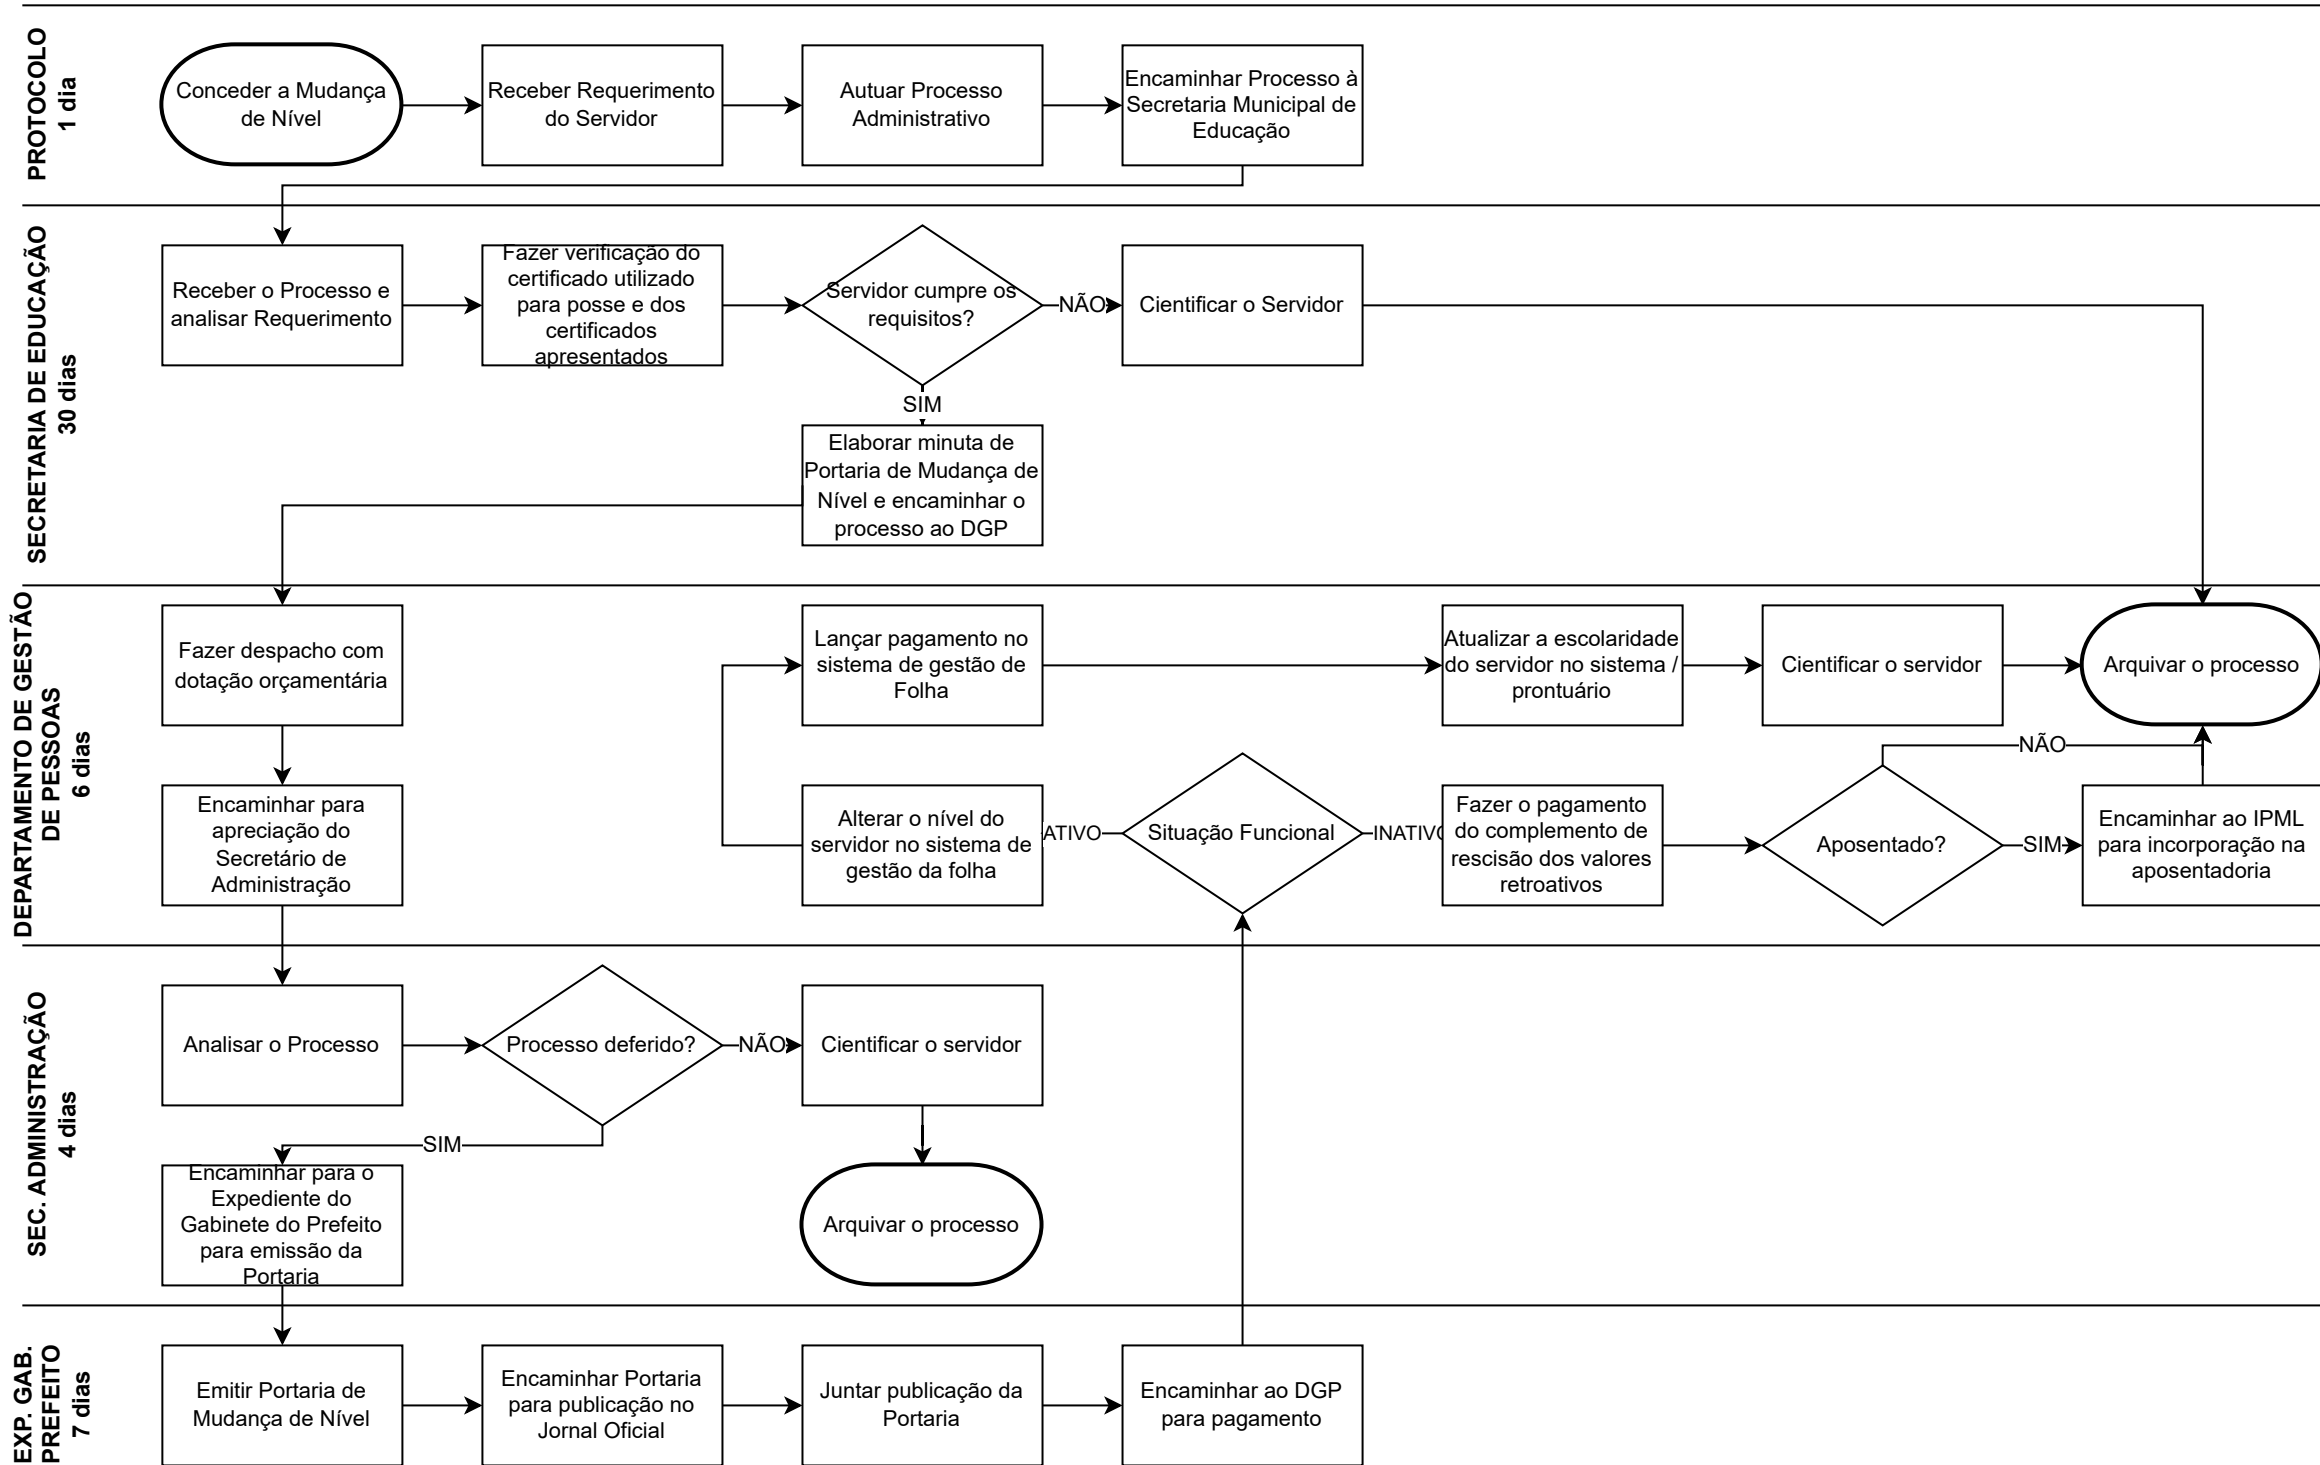 PROTOCOLO
1 dia
Conceder a Mudança
de Nível
Receber Requerimento
do Servidor
Autuar Processo
Administrativo
Encaminhar Processo à
Secretaria Municipal de
Educação
SECRETARIA DE EDUCAÇÃO
30 dias
Receber o Processo e
analisar Requerimento
Fazer verificação do
certificado utilizado
para posse e dos
certificados
apresentados
Servidor cumpre os
requisitos?
NÃO
Cientificar o Servidor
SIM
Elaborar minuta de
Portaria de Mudança de
Nível e encaminhar o
processo ao DGP
DEPARTAMENTO DE GESTÃO
DE PESSOAS
6 dias
Fazer despacho com
dotação orçamentária
Lançar pagamento no
sistema de gestão de
Folha
Atualizar a escolaridade
do servidor no sistema /
prontuário
Cientificar o servidor
Arquivar o processo
NÃO
Encaminhar para
apreciação do
Secretário de
Administração
Alterar o nível do
servidor no sistema de
gestão da folha
ATIVO
Situação Funcional
INATIVO
Fazer o pagamento
do complemento de
rescisão dos valores
retroativos
Aposentado?
SIM
Encaminhar ao IPML
para incorporação na
aposentadoria
SEC. ADMINISTRAÇÃO
4 dias
Analisar o Processo
Processo deferido?
NÃO
Cientificar o servidor
SIM
Encaminhar para o
Expediente do
Gabinete do Prefeito
para emissão da
Portaria
Arquivar o processo
EXP. GAB.
PREFEITO
7 dias
Emitir Portaria de
Mudança de Nível
Encaminhar Portaria
para publicação no
Jornal Oficial
Juntar publicação da
Portaria
Encaminhar ao DGP
para pagamento